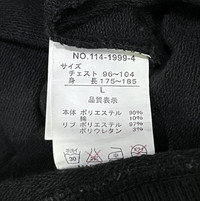 NO.114-1999-4
サイズ
チェスト 96〜104
身 長175〜185
L
品質表示
本体 ポリエステル 90%
綿 10%
リブ ポリエステル 97%
ポリウレタン 3%
30